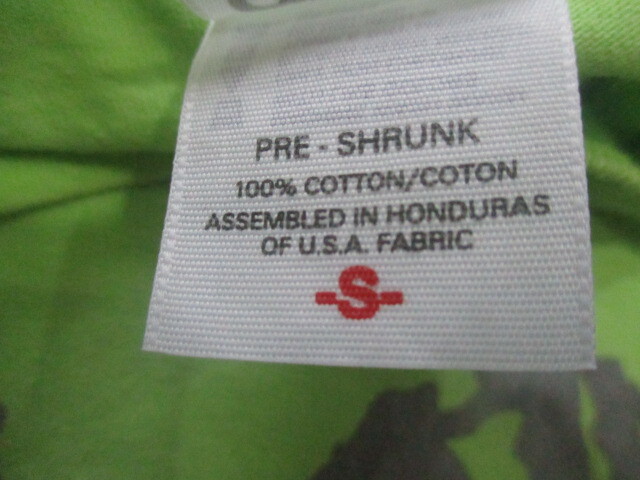 PRE - SHRUNK
100% COTTON/COTON
ASSEMBLED IN HONDURAS
OF U.S.A. FABRIC
-S-